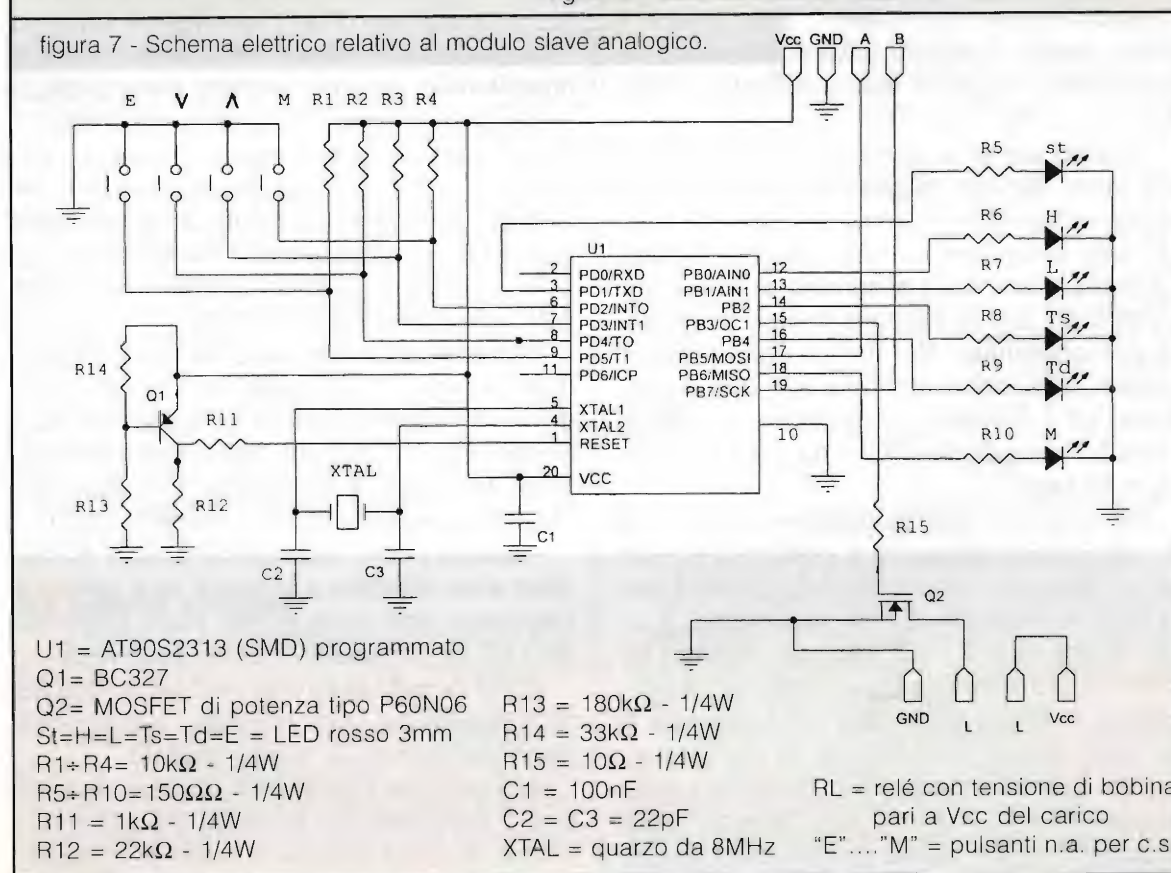 figura 7 - Schema elettrico relativo al modulo slave analogico.
Vcc GND A B
E V Λ M R1 R2 R3 R4
R5 st
R6 H
R7 L
R8 Ts
R9 Td
R10 M
U1
2 PD0/RXD PB0/AIN0 12
3 PD1/TXD PB1/AIN1 13
6 PD2/INTO PB2 14
7 PD3/INT1 PB3/OC1 15
8 PD4/TO PB4 16
9 PD5/T1 PB5/MOSI 17
11 PD6/ICP PB6/MISO 18
PB7/SCK 19
5 XTAL1
4 XTAL2
1 RESET
10
20 VCC
R14
Q1
R11
R13
R12
XTAL
C2
C3
C1
R15
Q2
GND L L Vcc
U1 = AT90S2313 (SMD) programmato
Q1= BC327
Q2= MOSFET di potenza tipo P60N06
St=H=L=Ts=Td=E = LED rosso 3mm
R1÷R4= 10kΩ - 1/4W
R5÷R10=150ΩΩ - 1/4W
R11 = 1kΩ - 1/4W
R12 = 22kΩ - 1/4W
R13 = 180kΩ - 1/4W
R14 = 33kΩ - 1/4W
R15 = 10Ω - 1/4W
C1 = 100nF
C2 = C3 = 22pF
XTAL = quarzo da 8MHz
RL = relé con tensione di bobina
pari a Vcc del carico
"E"...."M" = pulsanti n.a. per c.s.